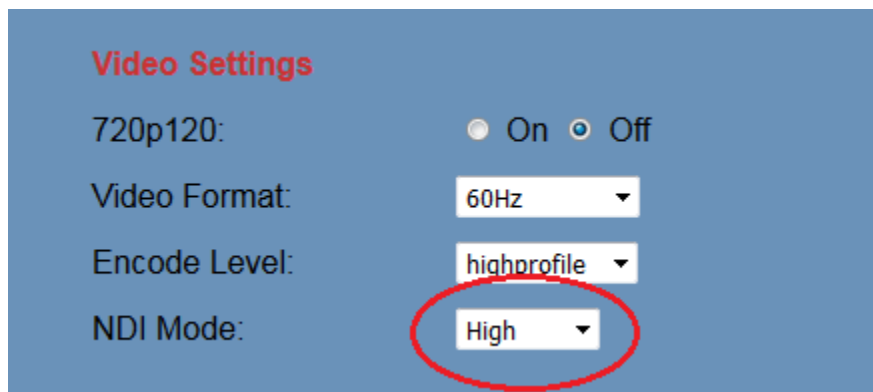 Video Settings
720p120: On Off
Video Format: 60Hz
Encode Level: highprofile
NDI Mode: High